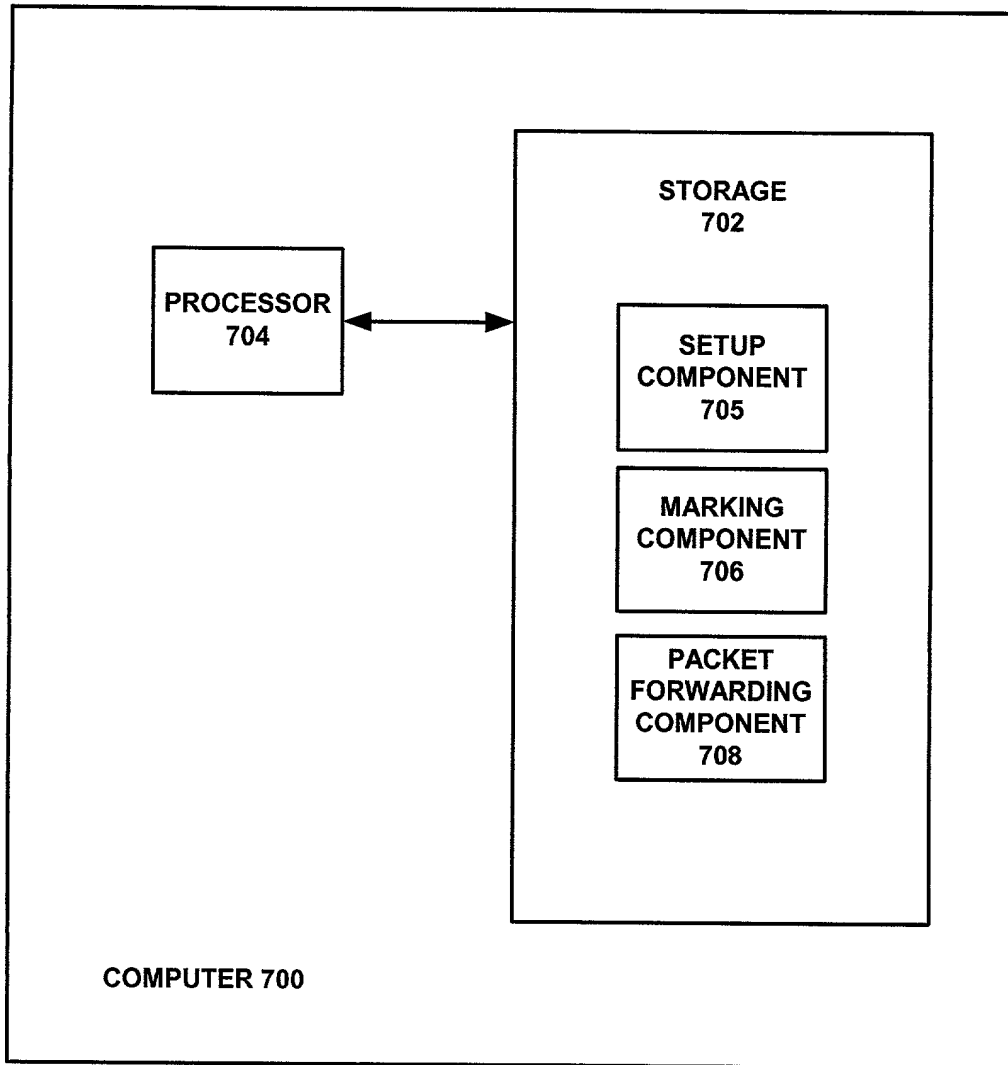 STORAGE
702
PROCESSOR
704
SETUP
COMPONENT
705
MARKING
COMPONENT
706
PACKET
FORWARDING
COMPONENT
708
COMPUTER 700